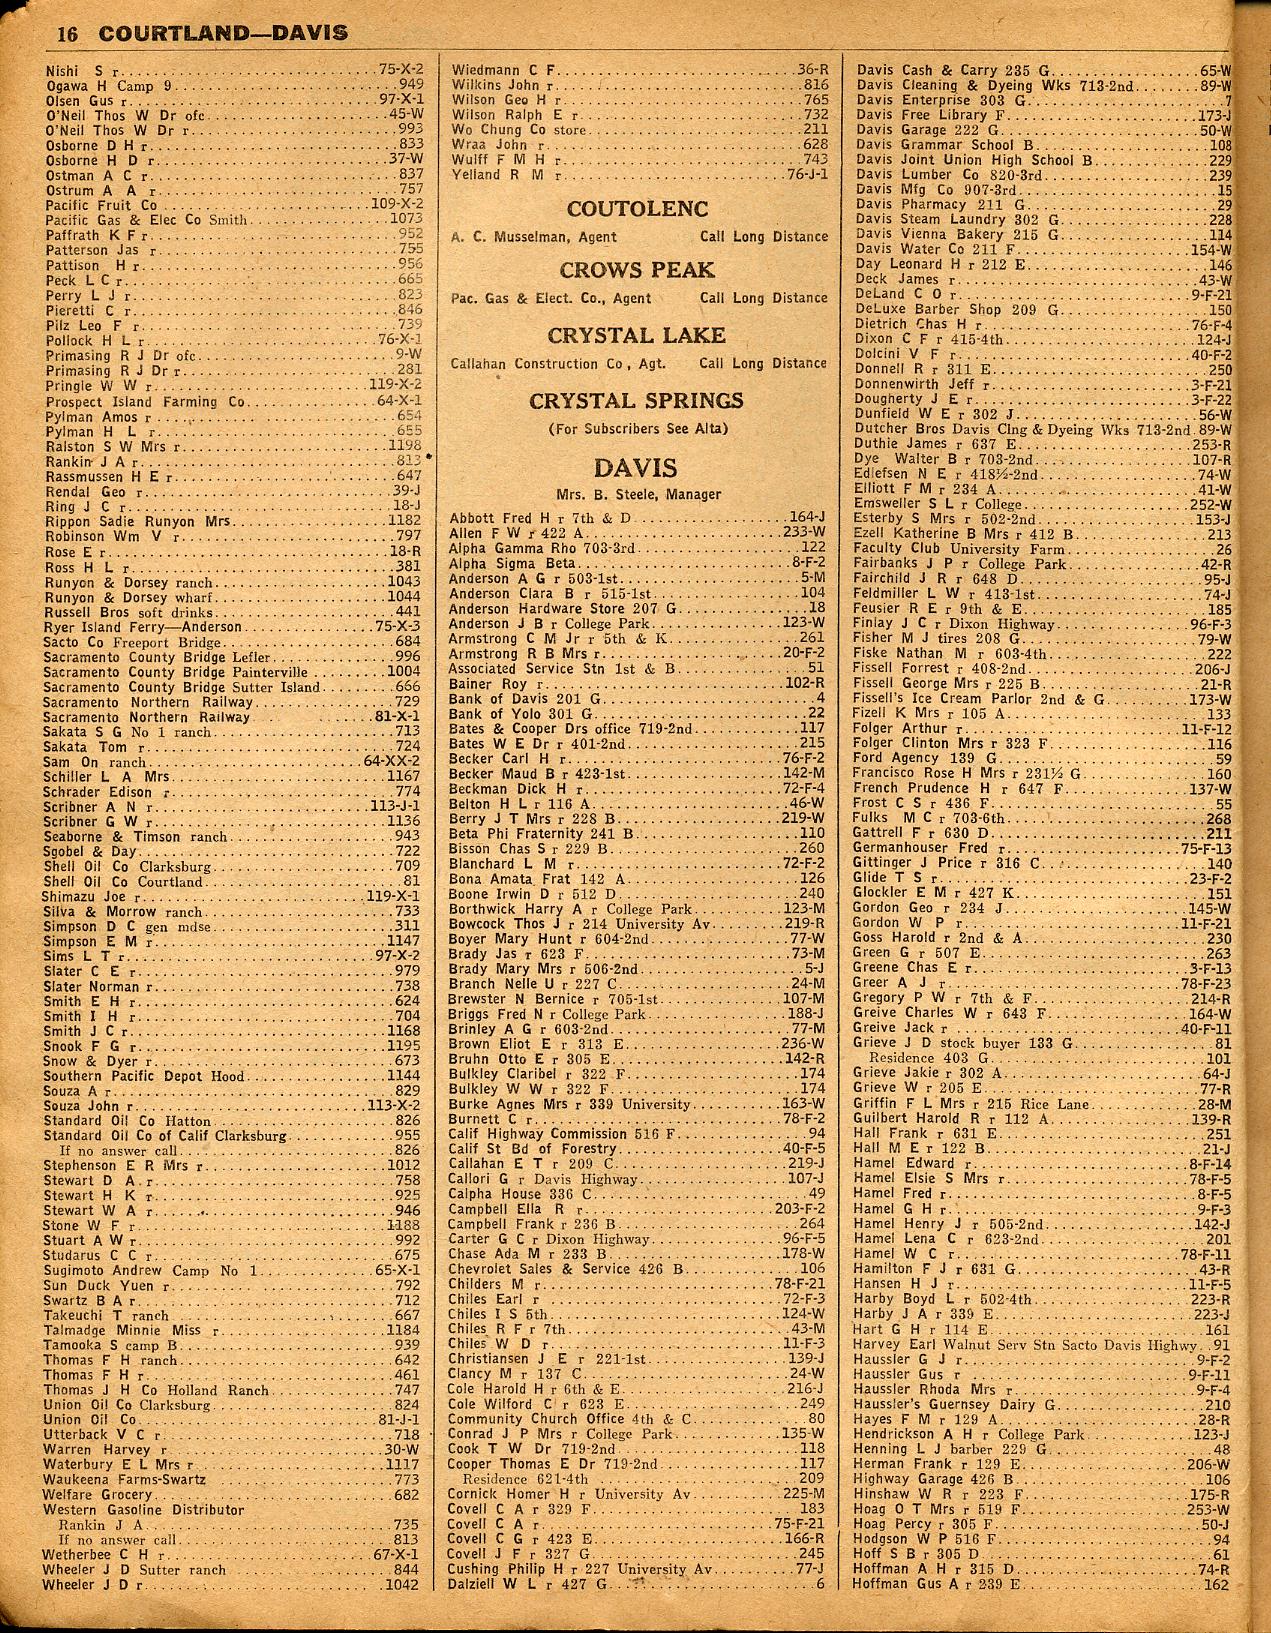 16 COURTLAND—DAVIS
Nishi S r 75-X-2
Ogawa H Camp 9 949
Olsen Gus r 97-X-1
O'Neil Thos W Dr ofc 45-W
O'Neil Thos W Dr r 993
Osborne D H r 833
Osborne H D r 37-W
Ostman A C r 837
Ostrum A A r 757
Pacific Fruit Co 109-X-2
Pacific Gas & Elec Co Smith 1073
Paffrath K F r 952
Patterson Jas r 755
Pattison H r 956
Peck L C r 665
Perry L J r 823
Pieretti C r 846
Pilz Leo F r 739
Pollock H L r 76-X-1
Primasing R J Dr ofc 9-W
Primasing R J Dr r 281
Pringle W W r 119-X-2
Prospect Island Farming Co 64-X-1
Pylman Amos r 654
Pylman H L r 655
Ralston S W Mrs r 1198
Rankin J A r 813
Rassmussen H E r 647
Rendal Geo r 39-J
Ring J C r 18-J
Rippon Sadie Runyon Mrs 1182
Robinson Wm V r 797
Rose E r 18-R
Ross H L r 381
Runyon & Dorsey ranch 1043
Runyon & Dorsey wharf 1044
Russell Bros soft drinks 441
Ryer Island Ferry—Anderson 75-X-3
Sacto Co Freeport Bridge 684
Sacramento County Bridge Lefler 996
Sacramento County Bridge Painterville 1004
Sacramento County Bridge Sutter Island 666
Sacramento Northern Railway 729
Sacramento Northern Railway 81-X-1
Sakata S G No 1 ranch 713
Sakata Tom r 724
Sam On ranch 64-XX-2
Schiller L A Mrs 1167
Schrader Edison r 774
Scribner A N r 113-J-1
Scribner G W r 1136
Seaborne & Timson ranch 943
Sgobel & Day 722
Shell Oil Co Clarksburg 709
Shell Oil Co Courtland 81
Shimazu Joe r 119-X-1
Silva & Morrow ranch 733
Simpson D C gen mdse 311
Simpson E M r 1147
Sims L T r 97-X-2
Slater C E r 979
Slater Norman r 738
Smith E H r 624
Smith I H r 704
Smith J C r 1168
Snook F G r 1195
Snow & Dyer r 673
Southern Pacific Depot Hood 1144
Souza A r 829
Souza John r 113-X-2
Standard Oil Co Hatton 826
Standard Oil Co of Calif Clarksburg 955
If no answer call 826
Stephenson E R Mrs r 1012
Stewart D A r 758
Stewart H K r 925
Stewart W A r 946
Stone W F r 1188
Stuart A W r 992
Studarus C C r 675
Sugimoto Andrew Camp No 1 65-X-1
Sun Duck Yuen r 792
Swartz B A r 712
Takeuchi T ranch 667
Talmadge Minnie Miss r 1184
Tamooka S camp B 939
Thomas F H ranch 642
Thomas F H r 461
Thomas J H Co Holland Ranch 747
Union Oil Co Clarksburg 824
Union Oil Co 81-J-1
Utterback V C r 718
Warren Harvey r 30-W
Waterbury E L Mrs r 1117
Waukeena Farms-Swartz 773
Welfare Grocery 682
Western Gasoline Distributor
Rankin J A 735
If no answer call 813
Wetherbee C H r 67-X-1
Wheeler J D Sutter ranch 844
Wheeler J D r 1042
Wiedmann C F 36-R
Wilkins John r 816
Wilson Geo H r 765
Wilson Ralph E r 732
Wo Chung Co store 211
Wraa John r 628
Wulff F M H r 743
Yelland R M r 76-J-1
COUTOLENC
A. C. Musselman, Agent Call Long Distance
CROWS PEAK
Pac. Gas & Elect. Co., Agent Call Long Distance
CRYSTAL LAKE
Callahan Construction Co, Agt. Call Long Distance
CRYSTAL SPRINGS
(For Subscribers See Alta)
DAVIS
Mrs. B. Steele, Manager
Abbott Fred H r 7th & D 164-J
Allen F W r 422 A 233-W
Alpha Gamma Rho 703-3rd 122
Alpha Sigma Beta 8-F-2
Anderson A G r 503-1st 5-M
Anderson Clara B r 515-1st 104
Anderson Hardware Store 207 G 18
Anderson J B r College Park 123-W
Armstrong C M Jr r 5th & K 261
Armstrong R B Mrs r 20-F-2
Associated Service Stn 1st & B 51
Bainer Roy r 102-R
Bank of Davis 201 G 4
Bank of Yolo 301 G 22
Bates & Cooper Drs office 719-2nd 117
Bates W E Dr r 401-2nd 215
Becker Carl H r 76-F-2
Becker Maud B r 423-1st 142-M
Beckman Dick H r 72-F-4
Belton H L r 116 A 46-W
Berry J T Mrs r 228 B 219-W
Beta Phi Fraternity 241 B 110
Bisson Chas S r 229 B 260
Blanchard L M r 72-F-2
Bona Amata Frat 142 A 126
Boone Irwin D r 512 D 240
Borthwick Harry A r College Park 123-M
Bowcock Thos J r 214 University Av 219-R
Boyer Mary Hunt r 604-2nd 77-W
Brady Jas r 623 F 73-M
Brady Mary Mrs r 506-2nd 5-J
Branch Nelle U r 227 C 24-M
Brewster N Bernice r 705-1st 107-M
Briggs Fred N r College Park 188-J
Brinley A G r 603-2nd 77-M
Brown Eliot E r 313 E 236-W
Bruhn Otto E r 305 E 142-R
Bulkley Claribel r 322 F 174
Bulkley W W r 322 F 174
Burke Agnes Mrs r 339 University 163-W
Burnett C r 78-F-2
Calif Highway Commission 516 F 94
Calif St Bd of Forestry 40-F-5
Callahan E T r 209 C 219-J
Callori G r Davis Highway 107-J
Calpha House 336 C 49
Campbell Ella R r 203-F-2
Campbell Frank r 236 B 264
Carter G C r Dixon Highway 96-F-5
Chase Ada M r 233 B 178-W
Chevrolet Sales & Service 426 B 106
Childers M r 78-F-21
Chiles Earl r 72-F-3
Chiles I S 5th 124-W
Chiles R F r 7th 43-M
Chiles W D r 11-F-3
Christiansen J E r 221-1st 139-J
Clancy M r 137 C 24-W
Cole Harold H r 6th & E 216-J
Cole Wilford C r 623 E 249
Community Church Office 4th & C 80
Conrad J P Mrs r College Park 135-W
Cook T W Dr 719-2nd 118
Cooper Thomas E Dr 719-2nd 117
Residence 621-4th 209
Cornick Homer H r University Av 225-M
Covell C A r 329 F 183
Covell C A r 75-F-21
Covell C G r 423 E 166-R
Covell J F r 327 G 245
Cushing Philip H r 227 University Av 77-J
Dalziell W L r 427 G 6
Davis Cash & Carry 235 G 65-W
Davis Cleaning & Dyeing Wks 713-2nd 89-W
Davis Enterprise 303 G 7
Davis Free Library F 173-J
Davis Garage 222 G 50-W
Davis Grammar School B 108
Davis Joint Union High School B 229
Davis Lumber Co 820-3rd 239
Davis Mfg Co 907-3rd 15
Davis Pharmacy 211 G 29
Davis Steam Laundry 302 G 228
Davis Vienna Bakery 215 G 114
Davis Water Co 211 F 154-W
Day Leonard H r 212 E 146
Deck James r 43-W
DeLand C O r 9-F-21
DeLuxe Barber Shop 209 G 150
Dietrich Chas H r 76-F-4
Dixon C F r 415-4th 124-J
Dolcini V F r 40-F-2
Donnell R r 311 E 250
Donnenwirth Jeff r 3-F-21
Dougherty J E r 3-F-22
Dunfield W E r 302 J 56-W
Dutcher Bros Davis Clng & Dyeing Wks 713-2nd 89-W
Duthie James r 637 E 253-R
Dye Walter B r 703-2nd 107-R
Edlefsen N E r 418½-2nd 74-W
Elliott F M r 234 A 41-W
Emsweller S L r College 252-W
Esterby S Mrs r 502-2nd 153-J
Ezell Katherine B Mrs r 412 B 213
Faculty Club University Farm 26
Fairbanks J P r College Park 42-R
Fairchild J R r 648 D 95-J
Feldmiller L W r 413-1st 74-J
Feusier R E r 9th & E 185
Finlay J C r Dixon Highway 96-F-3
Fisher M J tires 208 G 79-W
Fiske Nathan M r 603-4th 222
Fissell Forrest r 408-2nd 206-J
Fissell George Mrs r 225 B 21-R
Fissell's Ice Cream Parlor 2nd & G 173-W
Fizell K Mrs r 105 A 133
Folger Arthur r 11-F-12
Folger Clinton Mrs r 323 F 116
Ford Agency 139 G 59
Francisco Rose H Mrs r 231½ G 160
French Prudence H r 647 F 137-W
Frost C S r 436 F 55
Fulks M C r 703-6th 268
Gattrell F r 630 D 211
Germanhouser Fred r 75-F-13
Gittinger J Price r 316 C 140
Glide T S r 23-F-2
Glockler E M r 427 K 151
Gordon Geo r 234 J 145-W
Gordon W P r 11-F-21
Goss Harold r 2nd & A 230
Green G r 507 E 263
Greene Chas E r 3-F-13
Greer A J r 78-F-23
Gregory P W r 7th & F 214-R
Greive Charles W r 643 F 164-W
Greive Jack r 40-F-11
Grieve J D stock buyer 133 G 81
Residence 403 G 101
Grieve Jakie r 302 A 64-J
Grieve W r 205 E 77-R
Griffin F L Mrs r 215 Rice Lane 28-M
Guilbert Harold R r 112 A 139-R
Hall Frank r 631 E 251
Hall M E r 122 B 21-J
Hamel Edward r 8-F-14
Hamel Elsie S Mrs r 78-F-5
Hamel Fred r 8-F-5
Hamel G H r 9-F-3
Hamel Henry J r 505-2nd 142-J
Hamel Lena C r 623-2nd 201
Hamel W C r 78-F-11
Hamilton F J r 631 G 43-R
Hansen H J r 11-F-5
Harby Boyd L r 502-4th 223-R
Harby J A r 339 E 223-J
Hart G H r 114 E 161
Harvey Earl Walnut Serv Stn Sacto Davis Highwy 91
Haussler G J r 9-F-2
Haussler Gus r 9-F-11
Haussler Rhoda Mrs r 9-F-4
Haussler's Guernsey Dairy G 210
Hayes F M r 129 A 28-R
Hendrickson A H r College Park 123-J
Henning L J barber 229 G 48
Herman Frank r 129 E 206-W
Highway Garage 426 B 106
Hinshaw W R r 223 F 175-R
Hoag O T Mrs r 519 F 253-W
Hoag Percy r 305 F 50-J
Hodgson W P 516 F 94
Hoff S B r 305 D 61
Hoffman A H r 315 D 74-R
Hoffman Gus A r 239 E 162